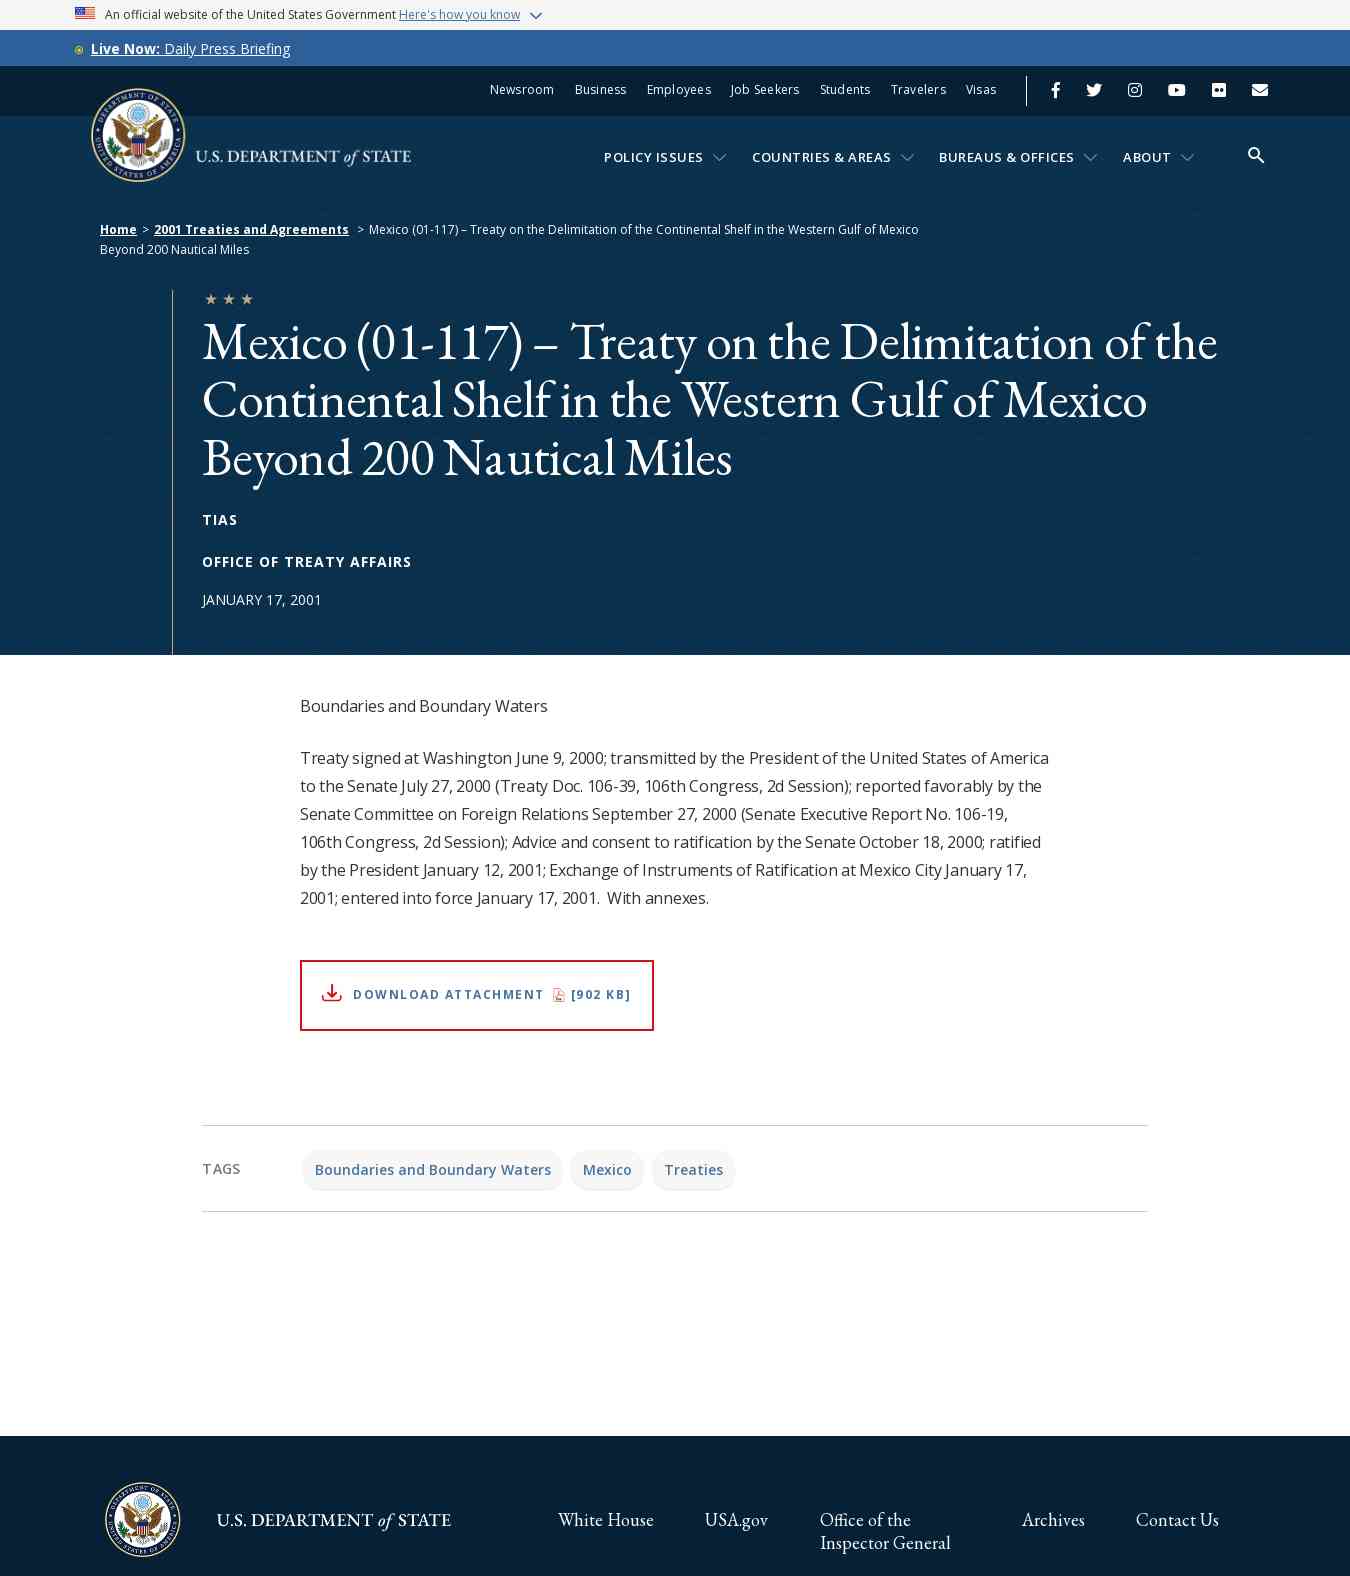 An official website of the United States Government Here's how you know
Live Now: Daily Press Briefing
Newsroom Business Employees Job Seekers Students Travelers Visas
U.S. DEPARTMENT of STATE
POLICY ISSUES COUNTRIES & AREAS BUREAUS & OFFICES ABOUT
Home > 2001 Treaties and Agreements > Mexico (01-117) – Treaty on the Delimitation of the Continental Shelf in the Western Gulf of Mexico
Beyond 200 Nautical Miles
Mexico (01-117) – Treaty on the Delimitation of the
Continental Shelf in the Western Gulf of Mexico
Beyond 200 Nautical Miles
TIAS
OFFICE OF TREATY AFFAIRS
JANUARY 17, 2001
Boundaries and Boundary Waters
Treaty signed at Washington June 9, 2000; transmitted by the President of the United States of America
to the Senate July 27, 2000 (Treaty Doc. 106-39, 106th Congress, 2d Session); reported favorably by the
Senate Committee on Foreign Relations September 27, 2000 (Senate Executive Report No. 106-19,
106th Congress, 2d Session); Advice and consent to ratification by the Senate October 18, 2000; ratified
by the President January 12, 2001; Exchange of Instruments of Ratification at Mexico City January 17,
2001; entered into force January 17, 2001.  With annexes.
DOWNLOAD ATTACHMENT [902 KB]
TAGS
Boundaries and Boundary Waters Mexico Treaties
U.S. DEPARTMENT of STATE
White House USA.gov Office of the Archives Contact Us
Inspector General